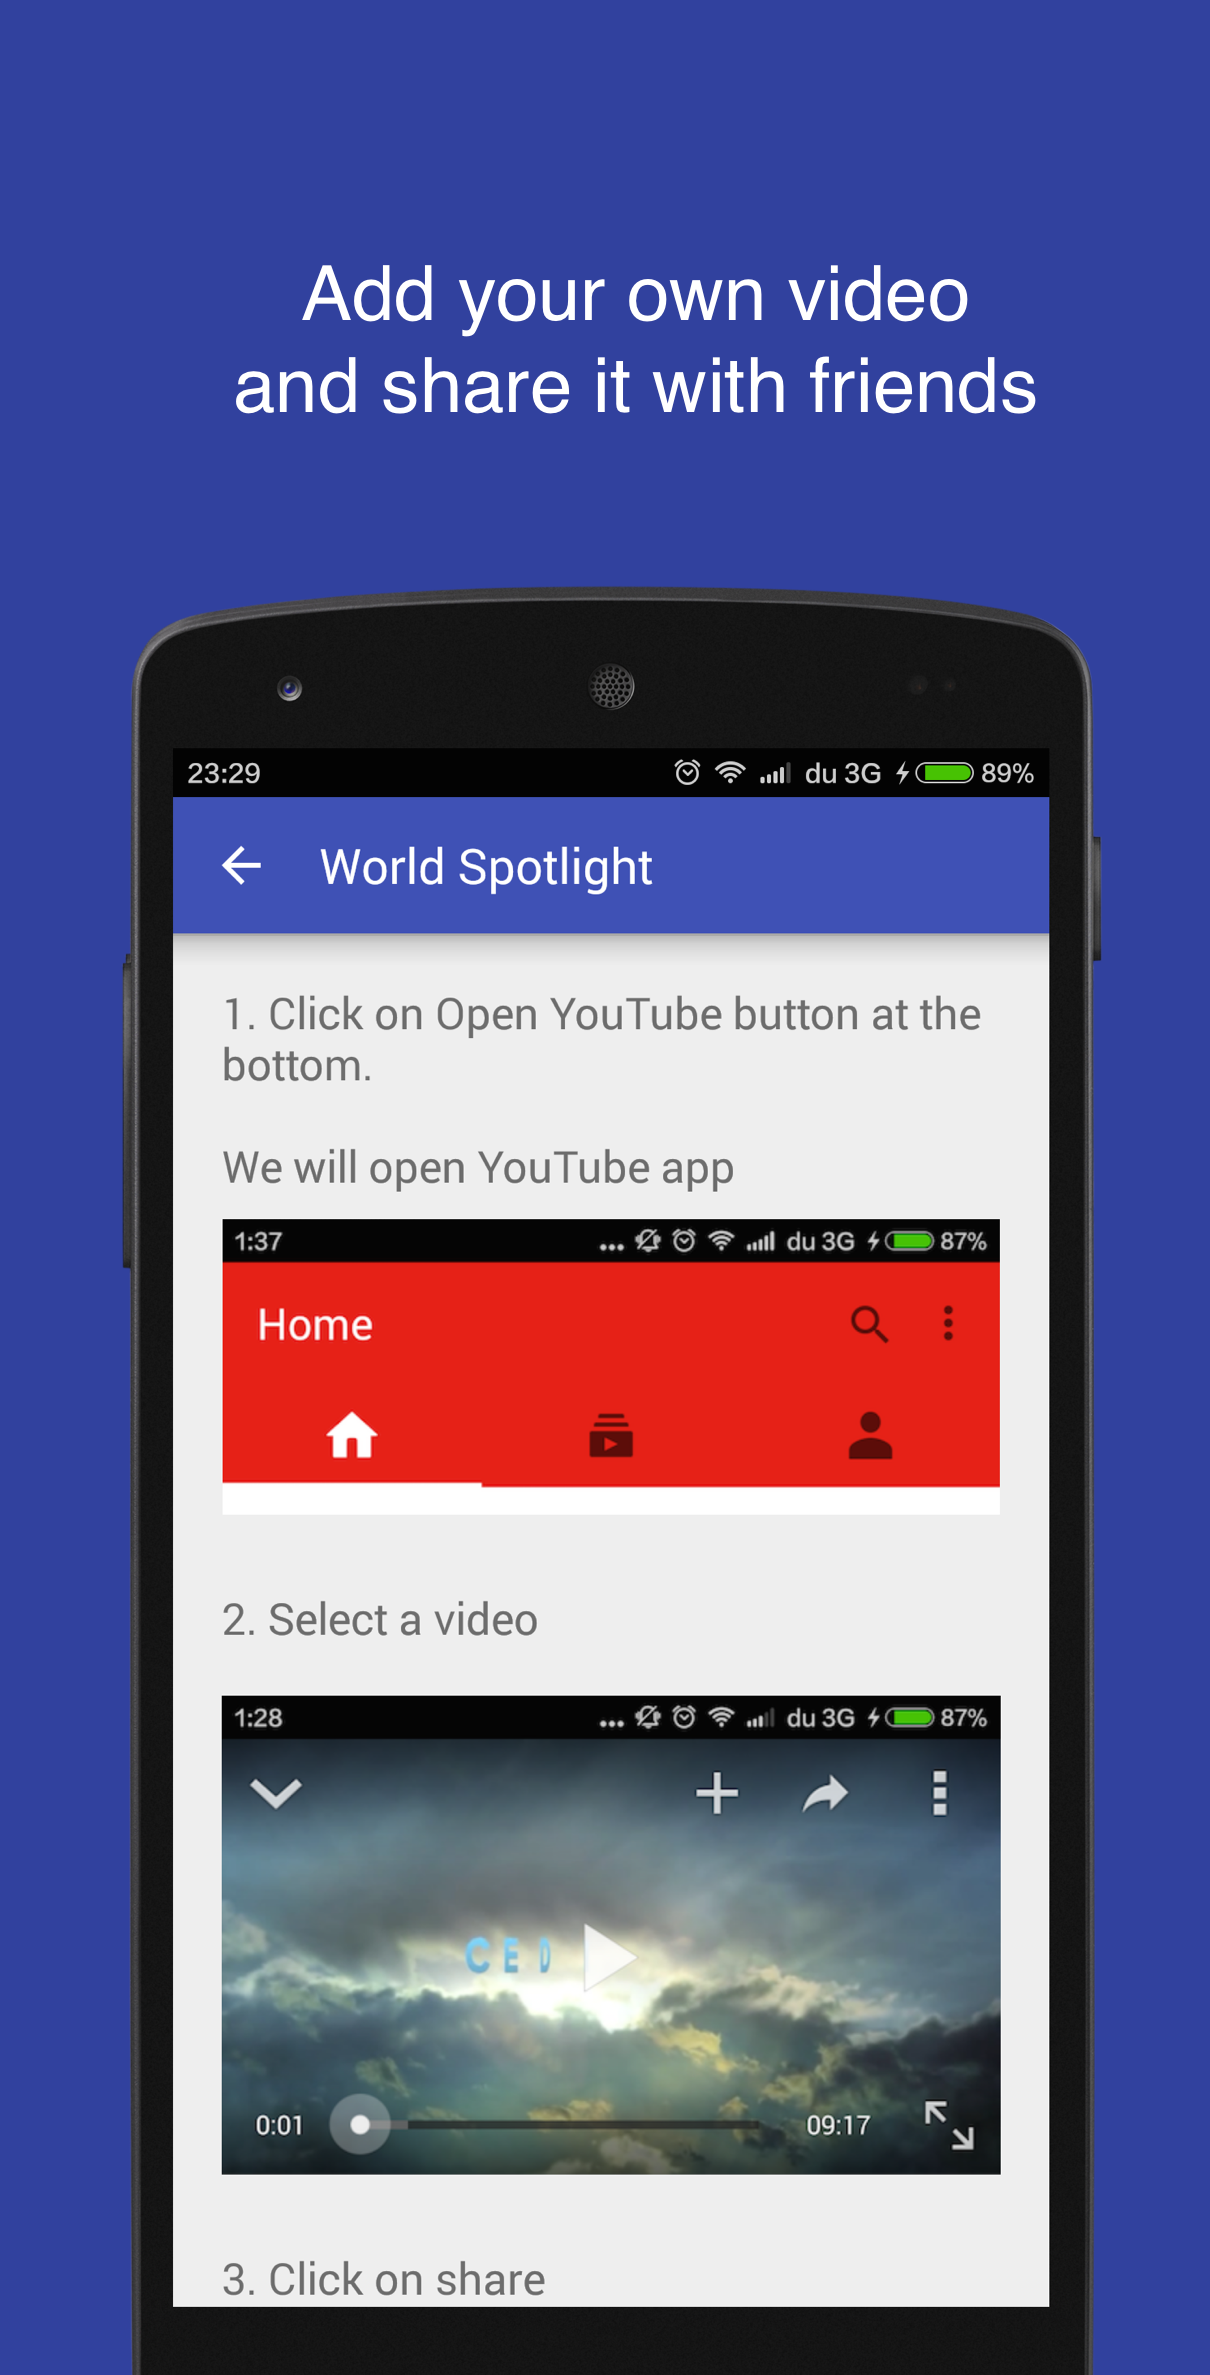 Add your own video
and share it with friends
23:29 du 3G 89%
World Spotlight
1. Click on Open YouTube button at the
bottom.
We will open YouTube app
1:37 ... du 3G 87%
Home
2. Select a video
1:28 ... du 3G 87%
CED
0:01 09:17
3. Click on share